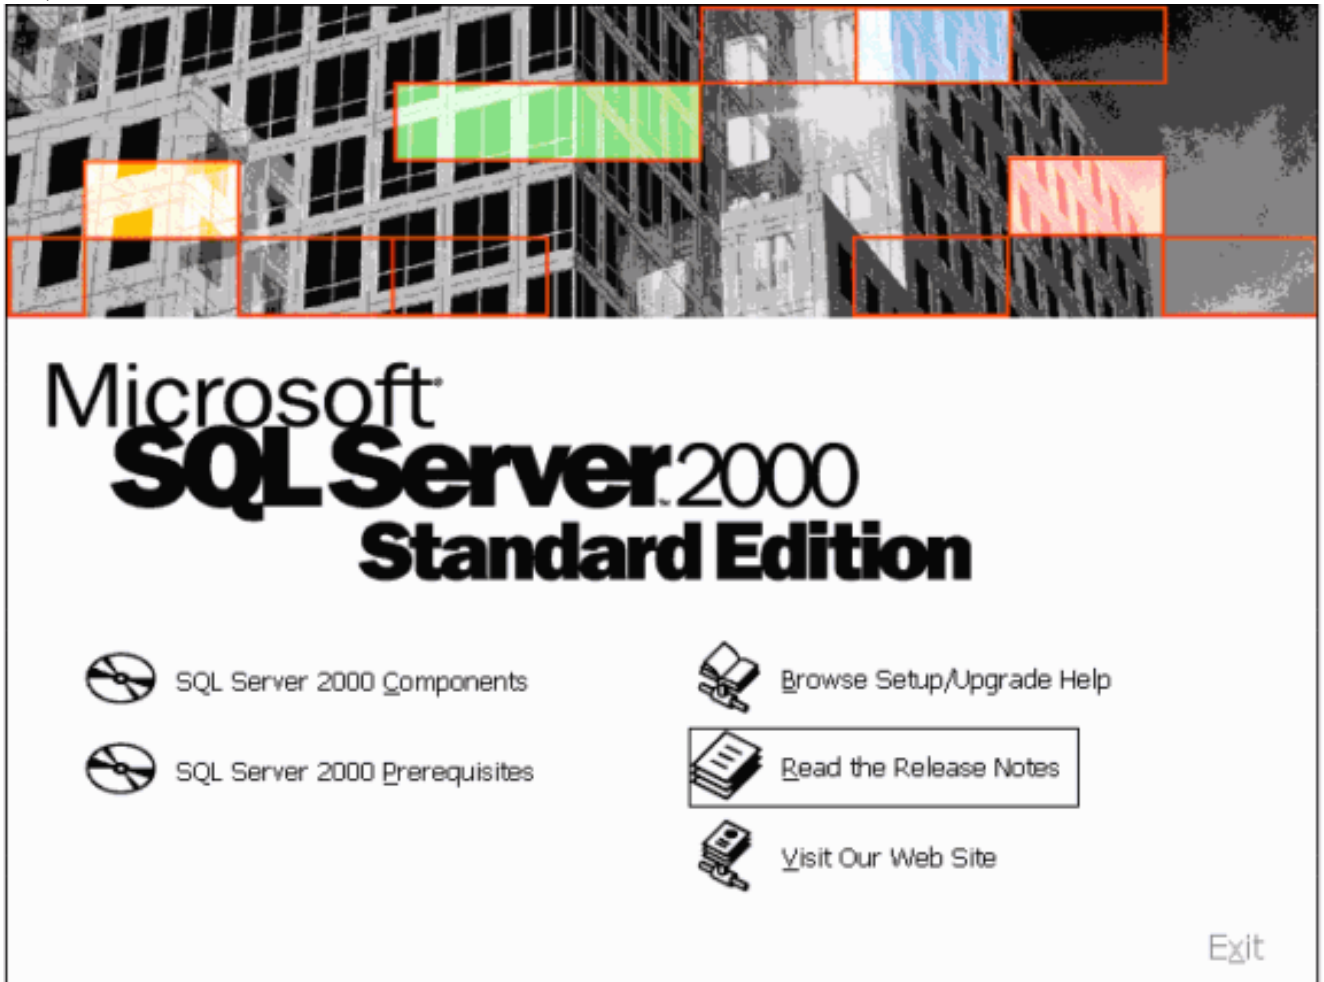 Microsoft®
SQL Server™ 2000
Standard Edition
SQL Server 2000 Components
SQL Server 2000 Prerequisites
Browse Setup/Upgrade Help
Read the Release Notes
Visit Our Web Site
Exit